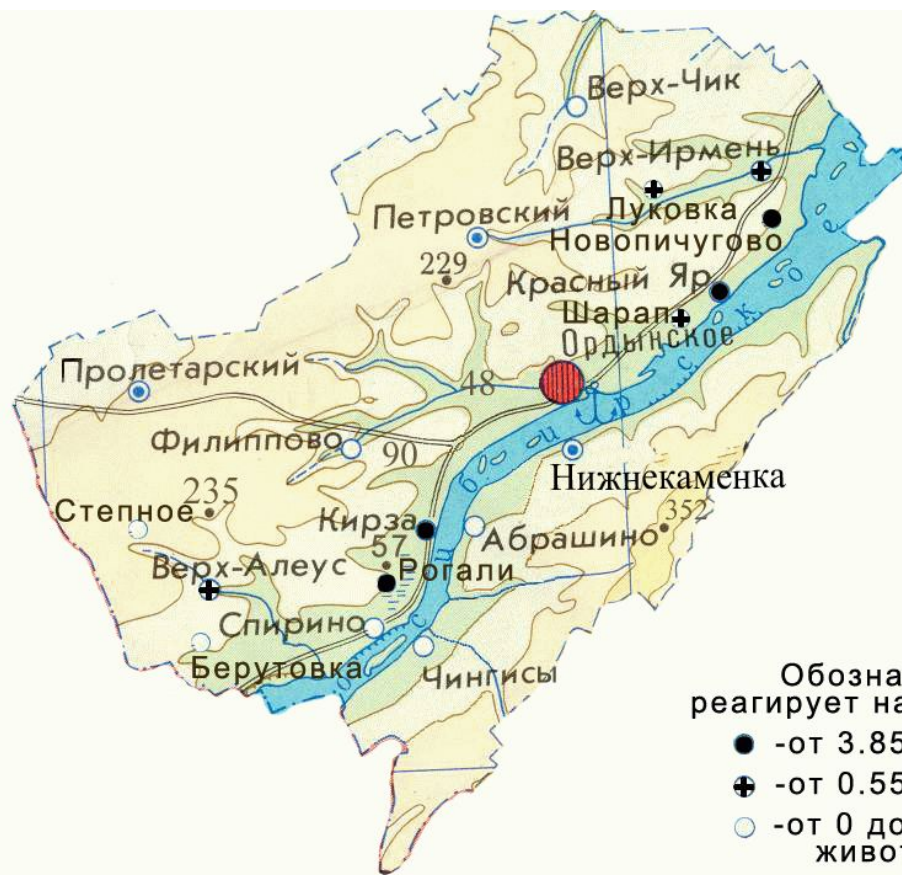 Верх-Чик
Верх-Ирмень
Луковка
Петровский
Новопичугово
229
Красный Яр
Шарап
Ордынское
Пролетарский
48
Филиппово
90
Нижнекаменка
235
Степное
352
Кирза
Абрашино
57
Верх-Алеус
Рогали
Спирино
Берутовка
Чингисы
Обозна
реагирует на
-от 3.85
-от 0.55
-от 0 до
живот